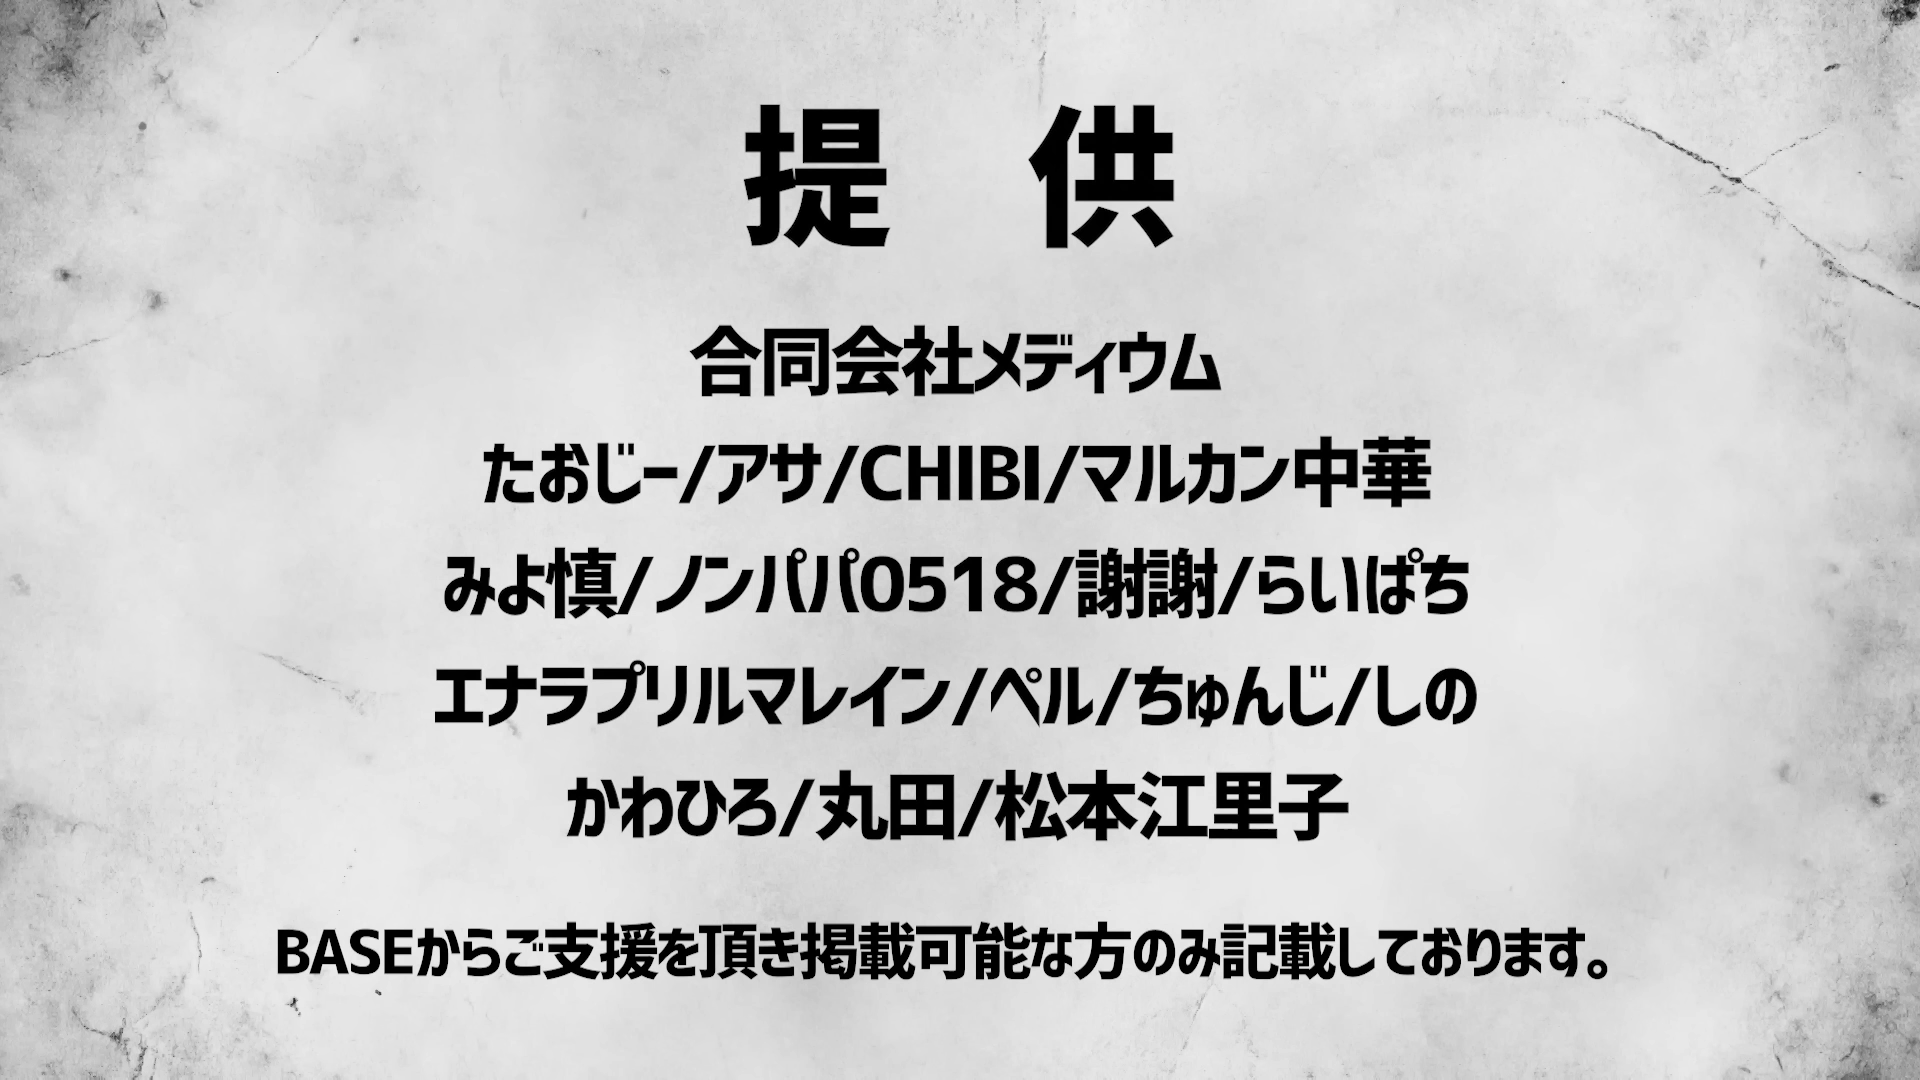 提 供
合同会社メディウム
たおじー/アサ/CHIBI/マルカン中華
みよ慎/ノンパパ0518/謝謝/らいぱち
エナラプリルマレイン/ペル/ちゅんじ/しの
かわひろ/丸田/松本江里子
BASEからご支援を頂き掲載可能な方のみ記載しております。